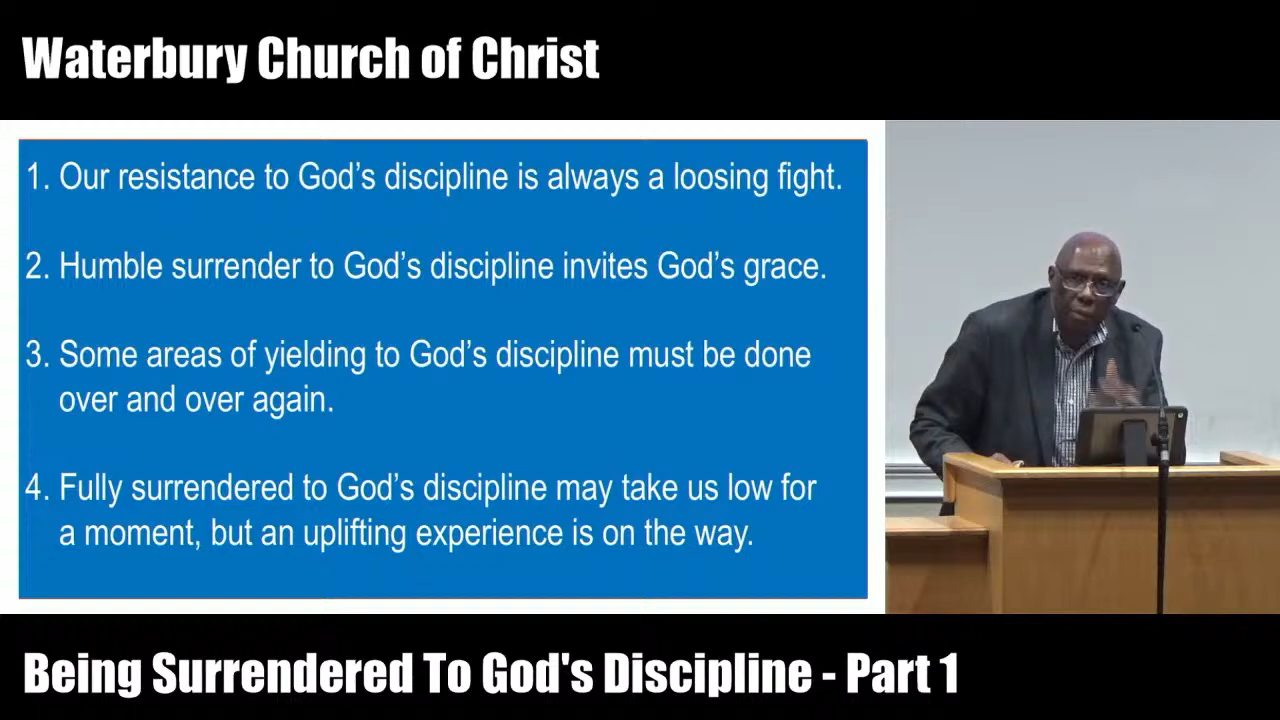 Waterbury Church of Christ
1. Our resistance to God's discipline is always a loosing fight.
2. Humble surrender to God's discipline invites God's grace.
3. Some areas of yielding to God's discipline must be done
over and over again.
4. Fully surrendered to God's discipline may take us low for
a moment, but an uplifting experience is on the way.
Being Surrendered To God's Discipline - Part 1